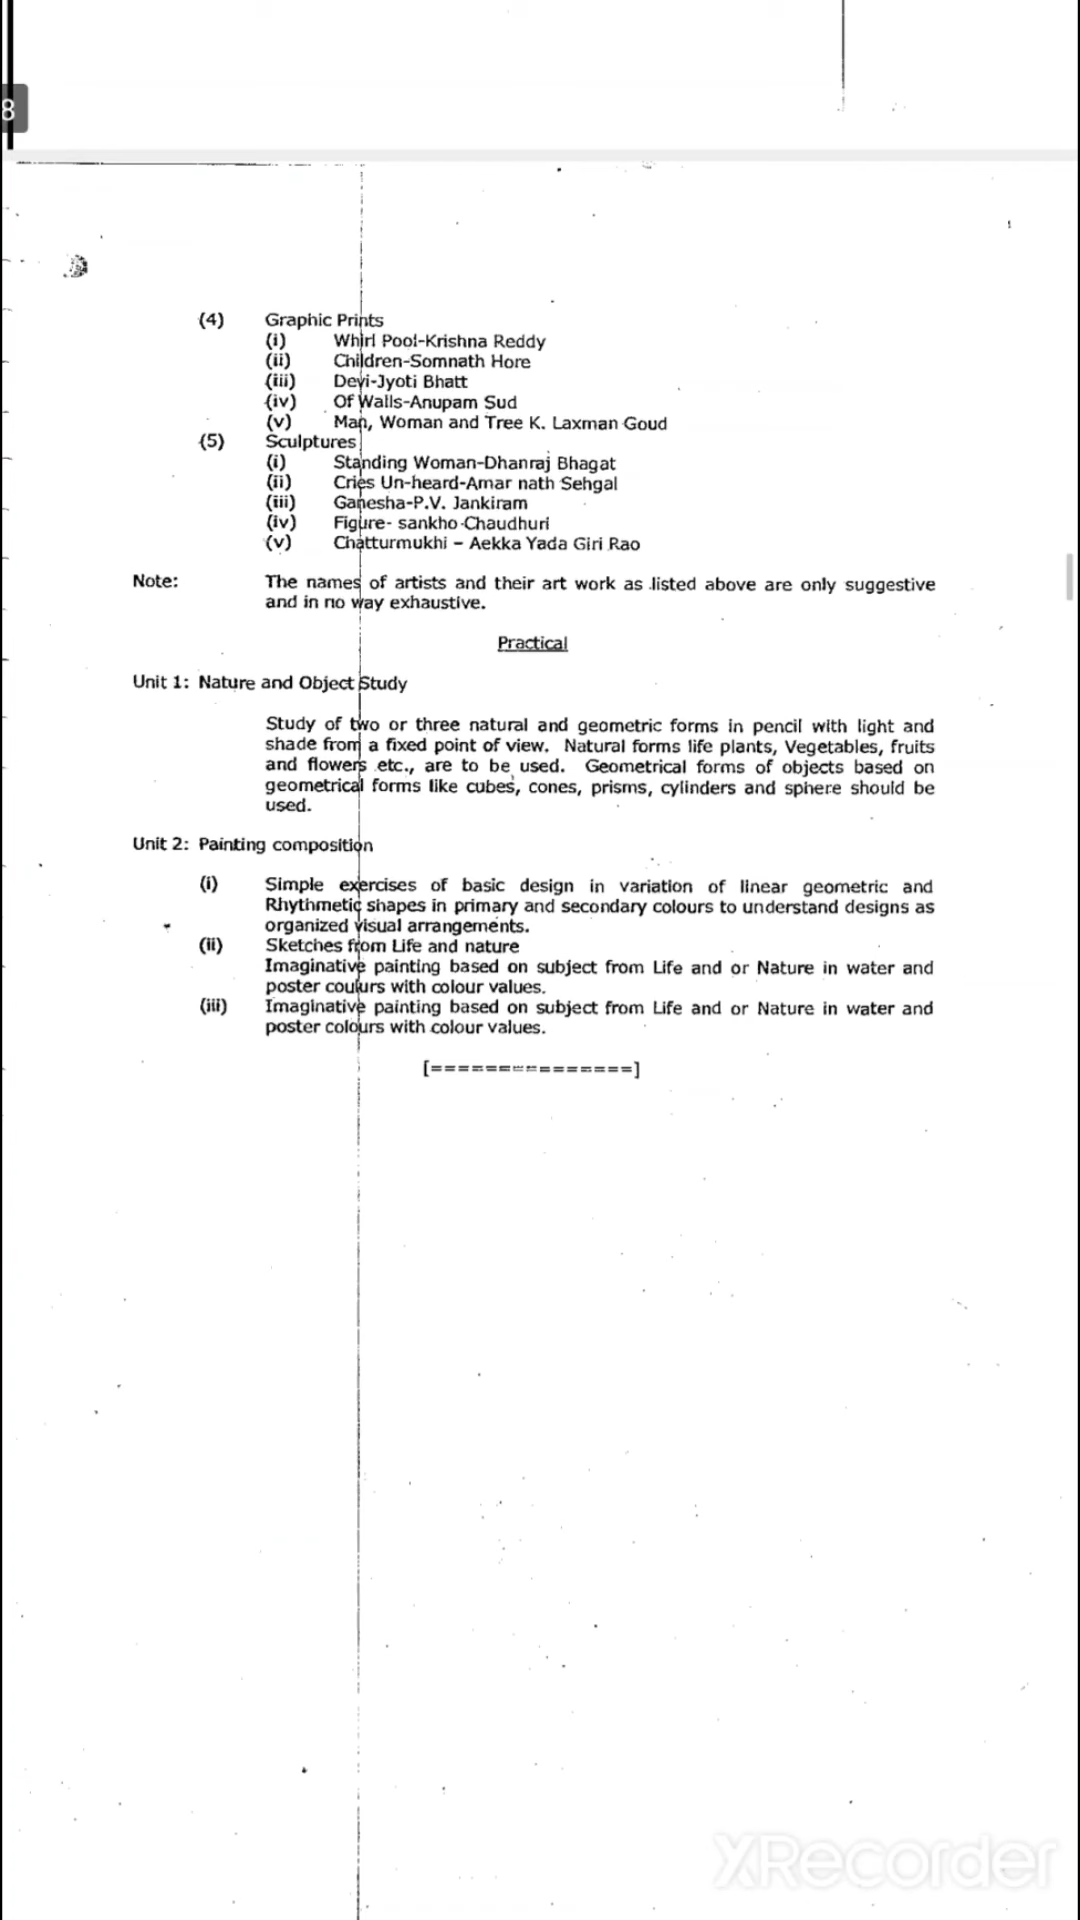 8
(4) Graphic Prints
(i) Whirl Pool-Krishna Reddy
(ii) Children-Somnath Hore
(iii) Devi-Jyoti Bhatt
(iv) Of Walls-Anupam Sud
(v) Man, Woman and Tree K. Laxman Goud
(5) Sculptures
(i) Standing Woman-Dhanraj Bhagat
(ii) Cries Un-heard-Amar nath Sehgal
(iii) Ganesha-P.V. Jankiram
(iv) Figure- sankho Chaudhuri
(v) Chatturmukhi – Aekka Yada Giri Rao
Note: The names of artists and their art work as listed above are only suggestive
and in no way exhaustive.
Practical
Unit 1: Nature and Object Study
Study of two or three natural and geometric forms in pencil with light and
shade from a fixed point of view. Natural forms life plants, Vegetables, fruits
and flowers etc., are to be used. Geometrical forms of objects based on
geometrical forms like cubes, cones, prisms, cylinders and sphere should be
used.
Unit 2: Painting composition
(i) Simple exercises of basic design in variation of linear geometric and
Rhythmetic shapes in primary and secondary colours to understand designs as
organized visual arrangements.
(ii) Sketches from Life and nature
Imaginative painting based on subject from Life and or Nature in water and
poster coulurs with colour values.
(iii) Imaginative painting based on subject from Life and or Nature in water and
poster colours with colour values.
[===============]
XRecorder